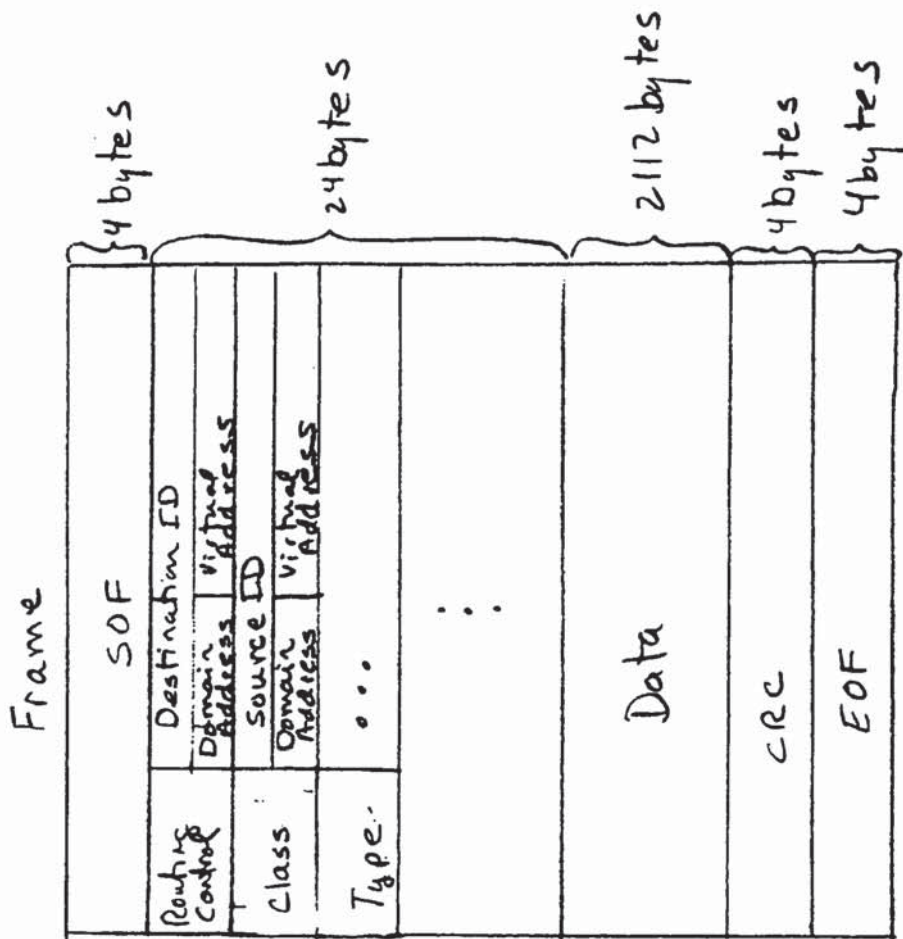 Frame
SOF
4 bytes
Routing
Control
Destination ID
Domain
Address
Virtual
Address
24 bytes
Class
Source ID
Domain
Address
Virtual
Address
Type
...
...
Data
2112 bytes
CRC
4 bytes
EOF
4 bytes